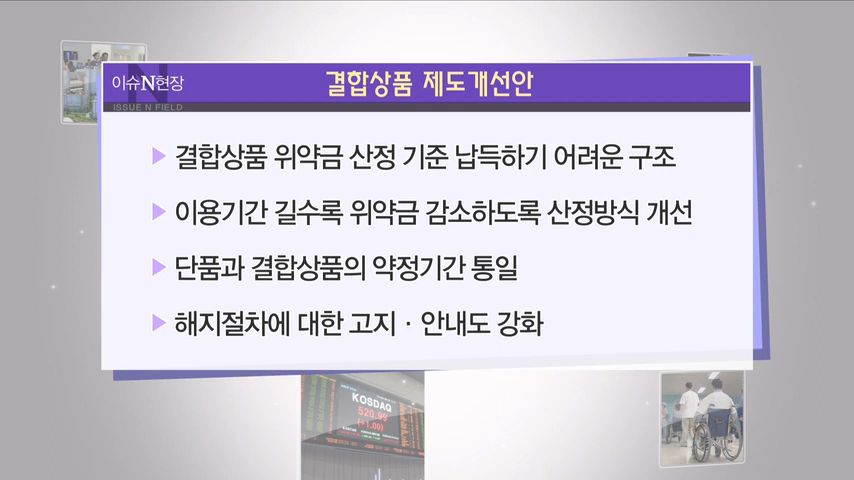 이슈N현장
ISSUE N FIELD
결합상품 제도개선안
결합상품 위약금 산정 기준 납득하기 어려운 구조
이용기간 길수록 위약금 감소하도록 산정방식 개선
단품과 결합상품의 약정기간 통일
해지절차에 대한 고지 · 안내도 강화
KOSDAQ
520.99
(+1.00)